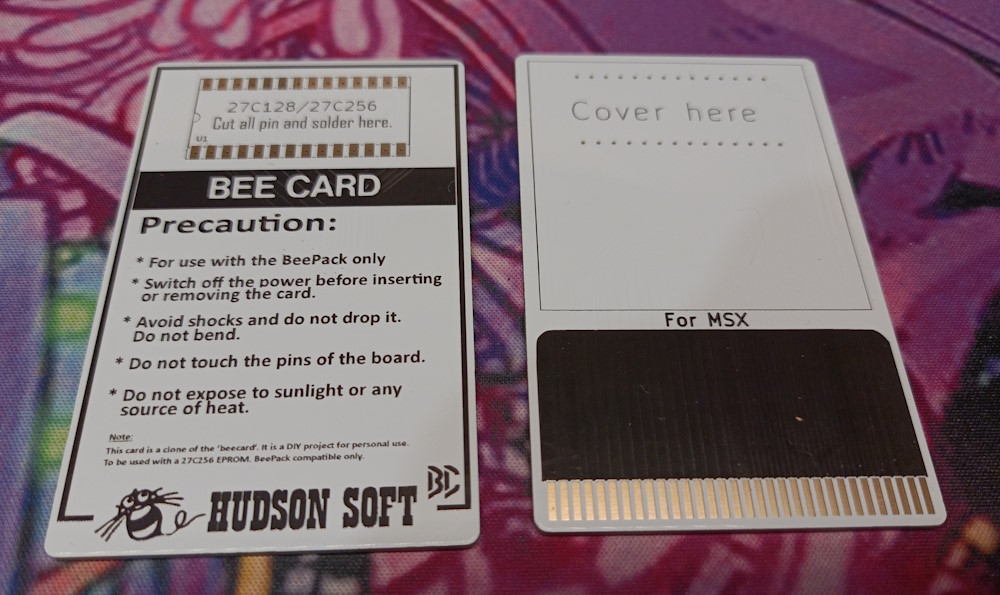 27C128/27C256
Cut all pin and solder here.
U1
BEE CARD
Precaution:
* For use with the BeePack only
* Switch off the power before inserting
or removing the card.
* Avoid shocks and do not drop it.
Do not bend.
* Do not touch the pins of the board.
* Do not expose to sunlight or any
source of heat.
Note:
This card is a clone of the 'beecard'. It is a DIY project for personal use.
To be used with a 27C256 EPROM. BeePack compatible only.
HUDSON SOFT
BC
Cover here
For MSX